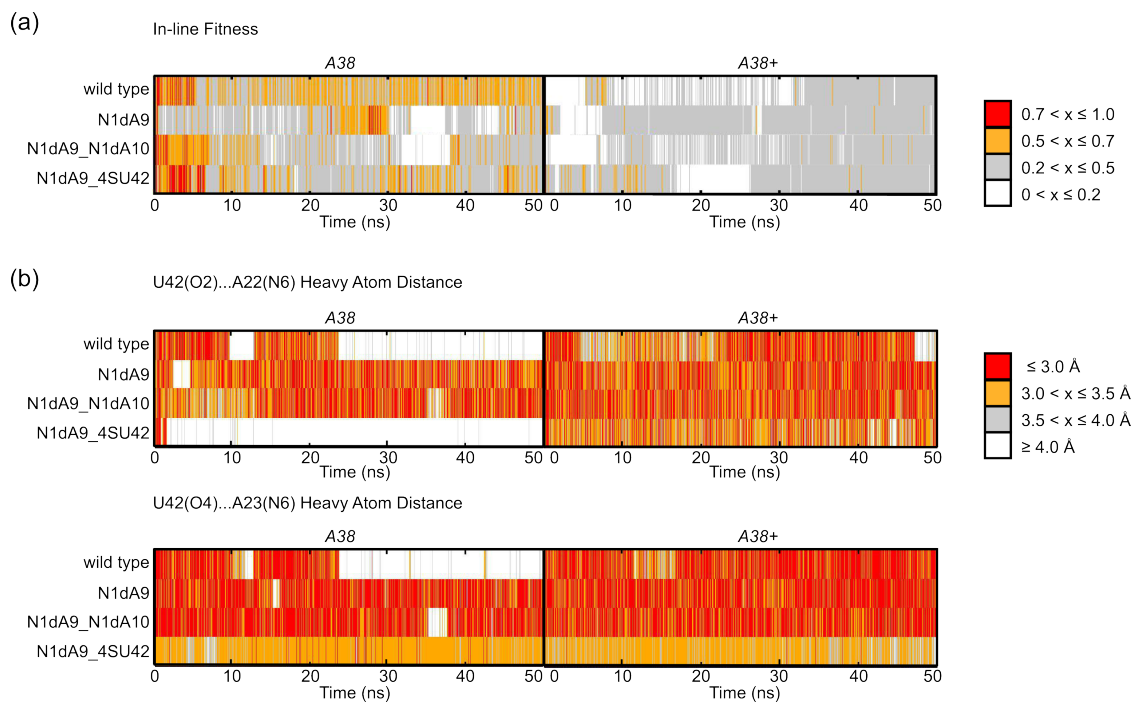 (a)
In-line Fitness
A38 A38+
wild type
N1dA9
N1dA9_N1dA10
N1dA9_4SU42
0 10 20 30 40 50 0 10 20 30 40 50
Time (ns) Time (ns)
0.7 < x ≤ 1.0
0.5 < x ≤ 0.7
0.2 < x ≤ 0.5
0 < x ≤ 0.2
(b)
U42(O2)...A22(N6) Heavy Atom Distance
A38 A38+
wild type
N1dA9
N1dA9_N1dA10
N1dA9_4SU42
0 10 20 30 40 50 0 10 20 30 40 50
Time (ns) Time (ns)
≤ 3.0 Å
3.0 < x ≤ 3.5 Å
3.5 < x ≤ 4.0 Å
≥ 4.0 Å
U42(O4)...A23(N6) Heavy Atom Distance
A38 A38+
wild type
N1dA9
N1dA9_N1dA10
N1dA9_4SU42
0 10 20 30 40 50 0 10 20 30 40 50
Time (ns) Time (ns)